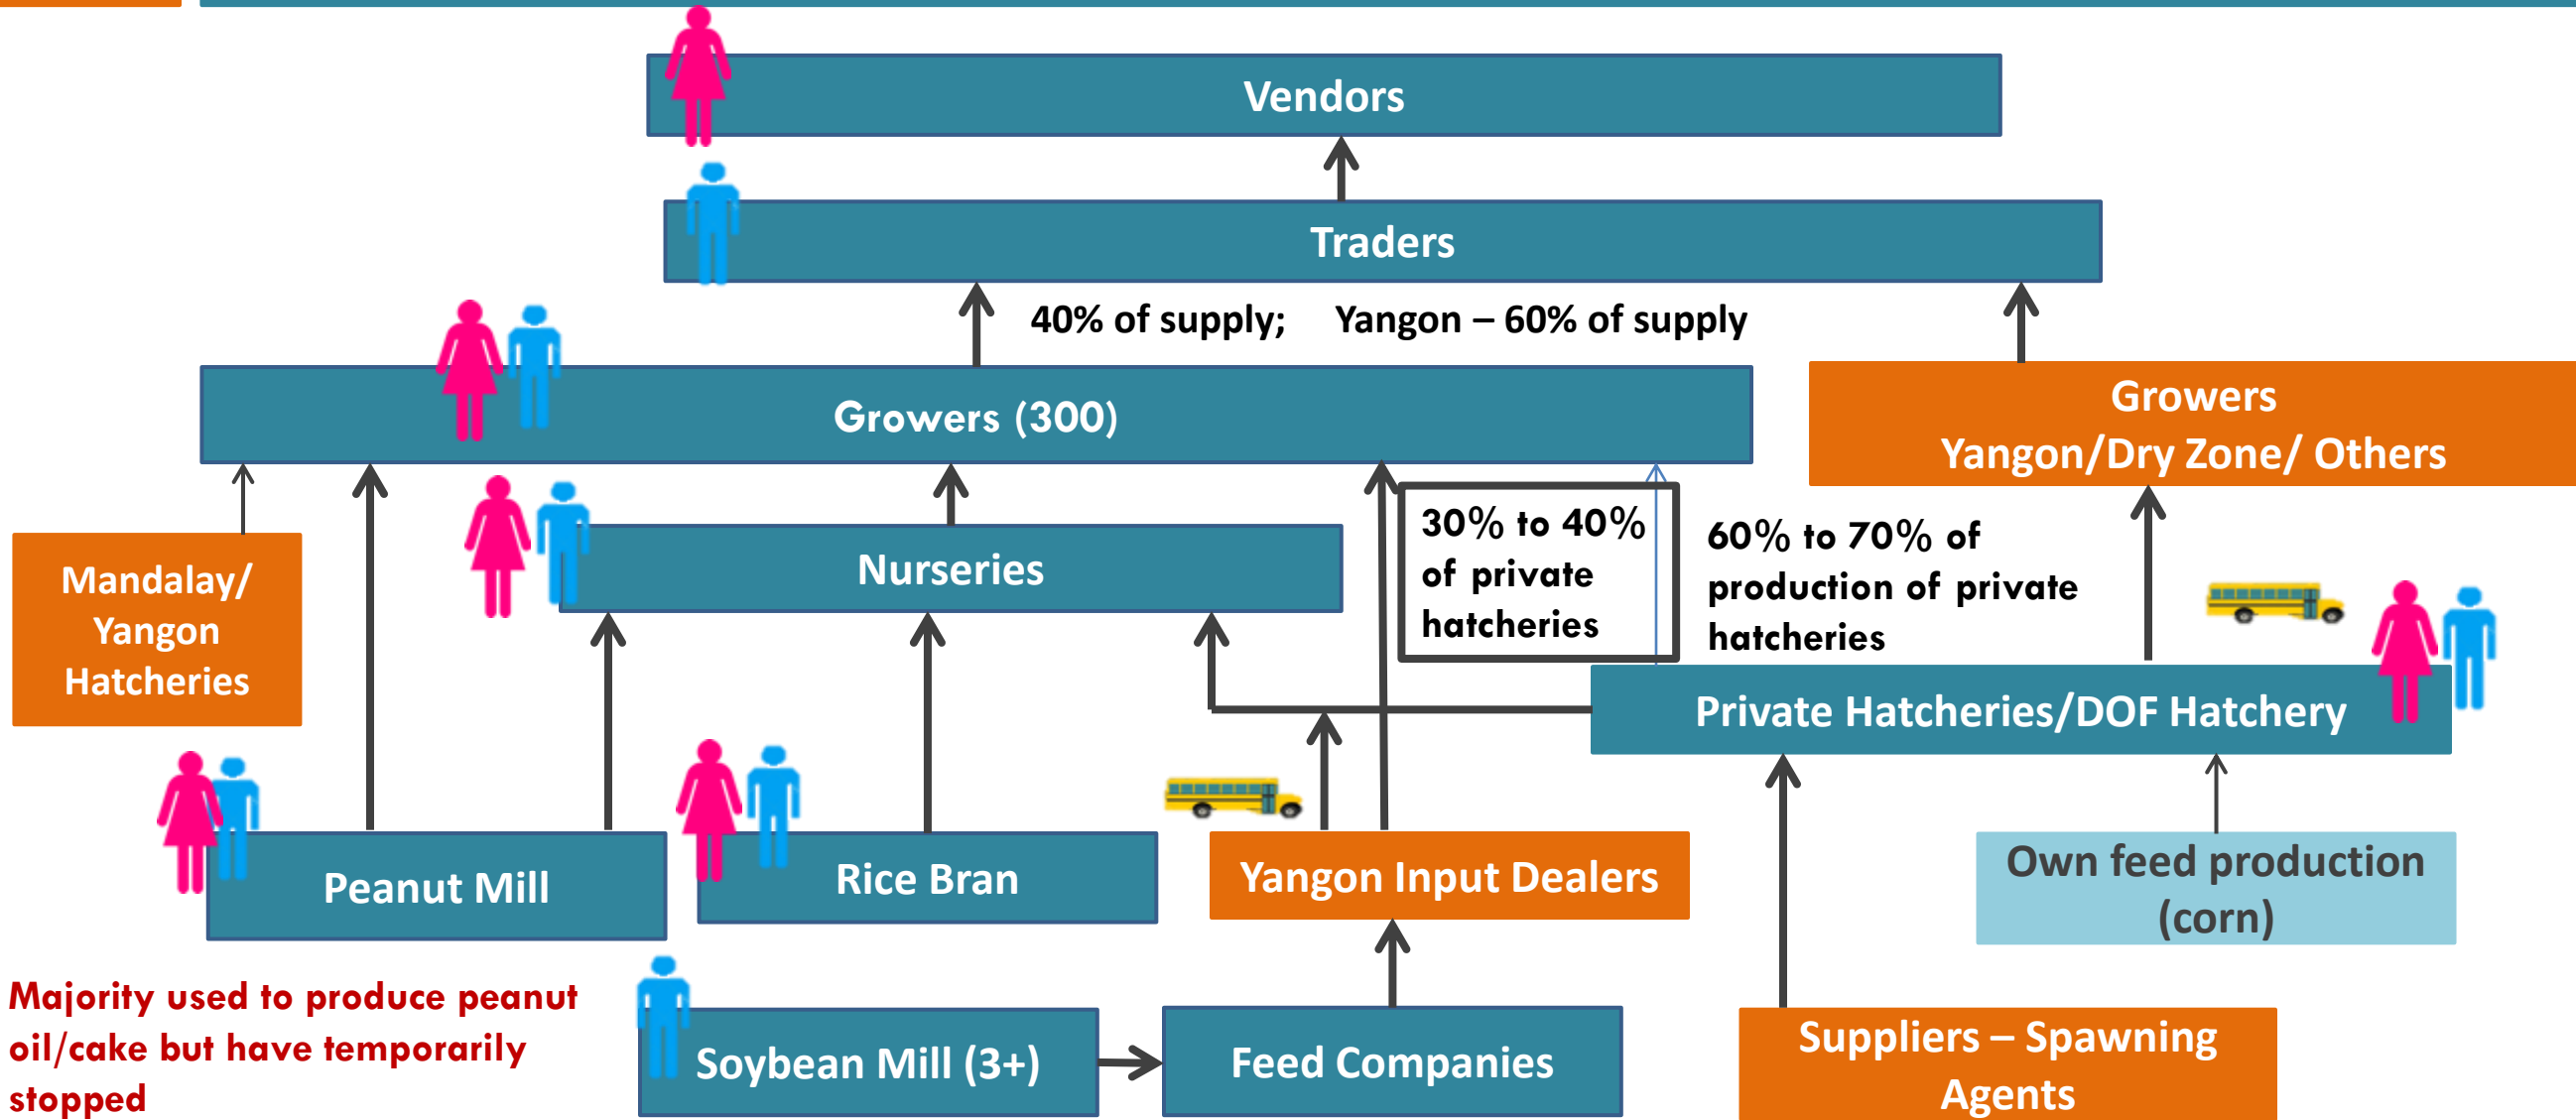 Vendors
Traders
40% of supply;     Yangon – 60% of supply
Growers (300)
Growers
Yangon/Dry Zone/ Others
30% to 40%
of private
hatcheries
60% to 70% of
production of private
hatcheries
Mandalay/
Yangon
Hatcheries
Nurseries
Private Hatcheries/DOF Hatchery
Peanut Mill
Rice Bran
Yangon Input Dealers
Own feed production
(corn)
Majority used to produce peanut
oil/cake but have temporarily
stopped
Soybean Mill (3+)
Feed Companies
Suppliers – Spawning
Agents